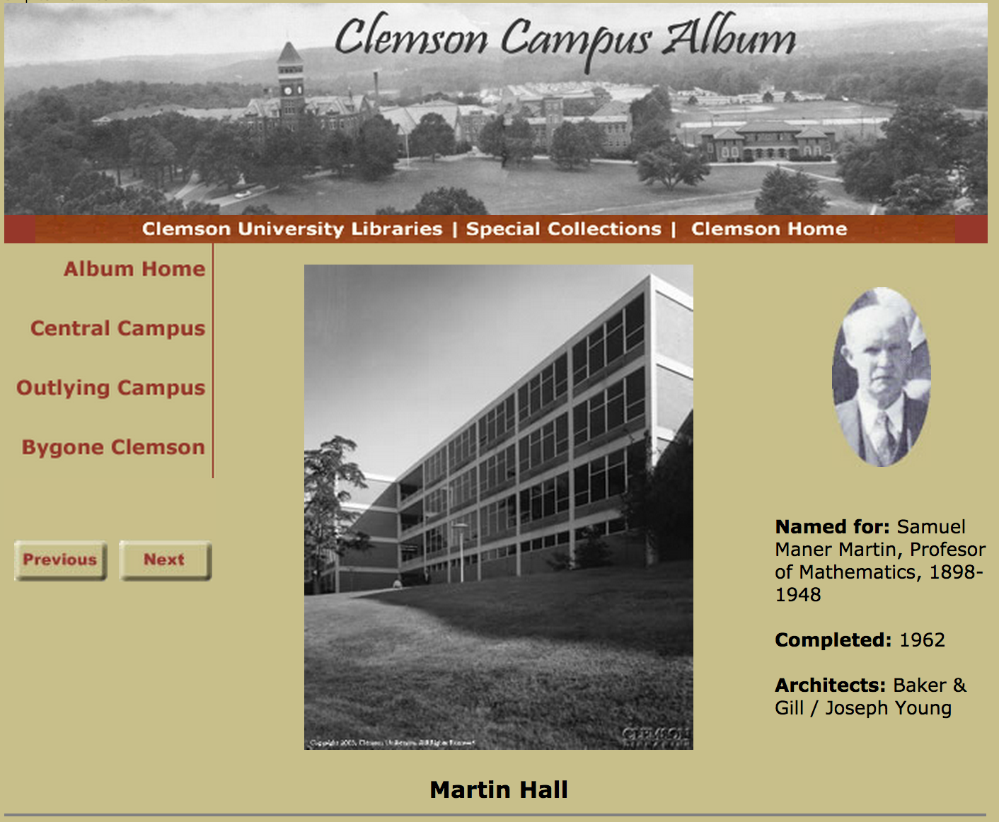 Clemson Campus Album
Clemson University Libraries | Special Collections | Clemson Home
Album Home
Central Campus
Outlying Campus
Bygone Clemson
Previous Next
CLEMSON
Copyright 2005, Clemson University. All Rights Reserved
Named for: Samuel
Maner Martin, Profesor
of Mathematics, 1898-
1948
Completed: 1962
Architects: Baker &
Gill / Joseph Young
Martin Hall